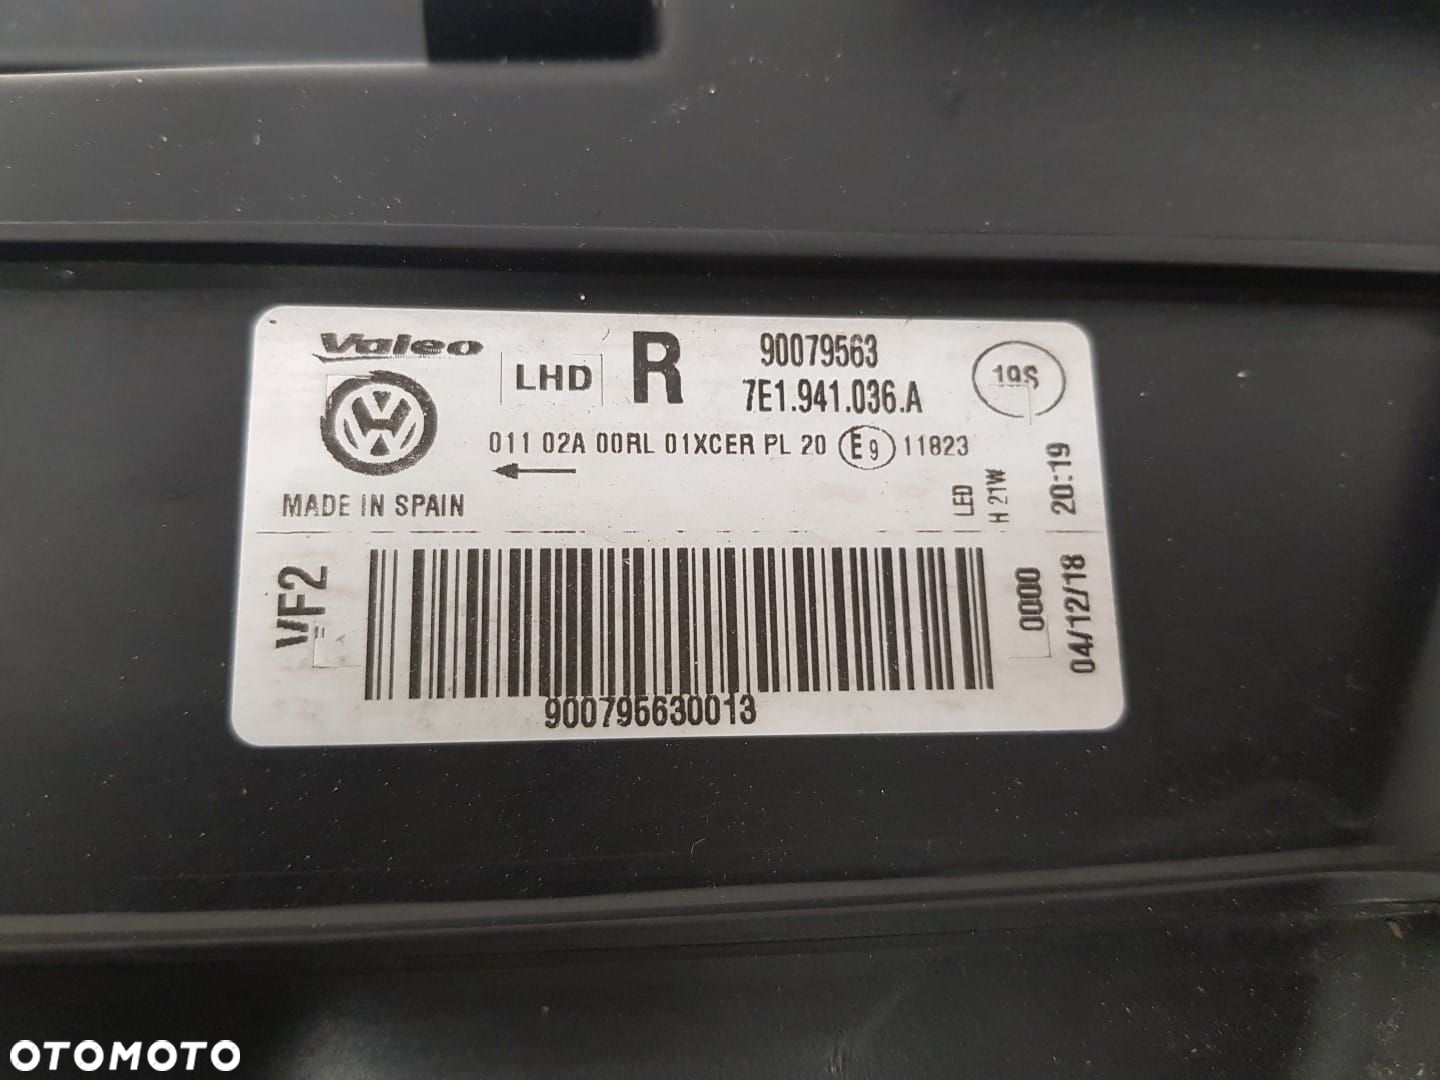 Valeo
LHD R 90079563
7E1.941.036.A
19S
011 02A 00RL 01XCER PL 20 E9 11823
MADE IN SPAIN
LED
H 21W
20:19
VF2
0000
04/12/18
900795630013
OTOMOTO